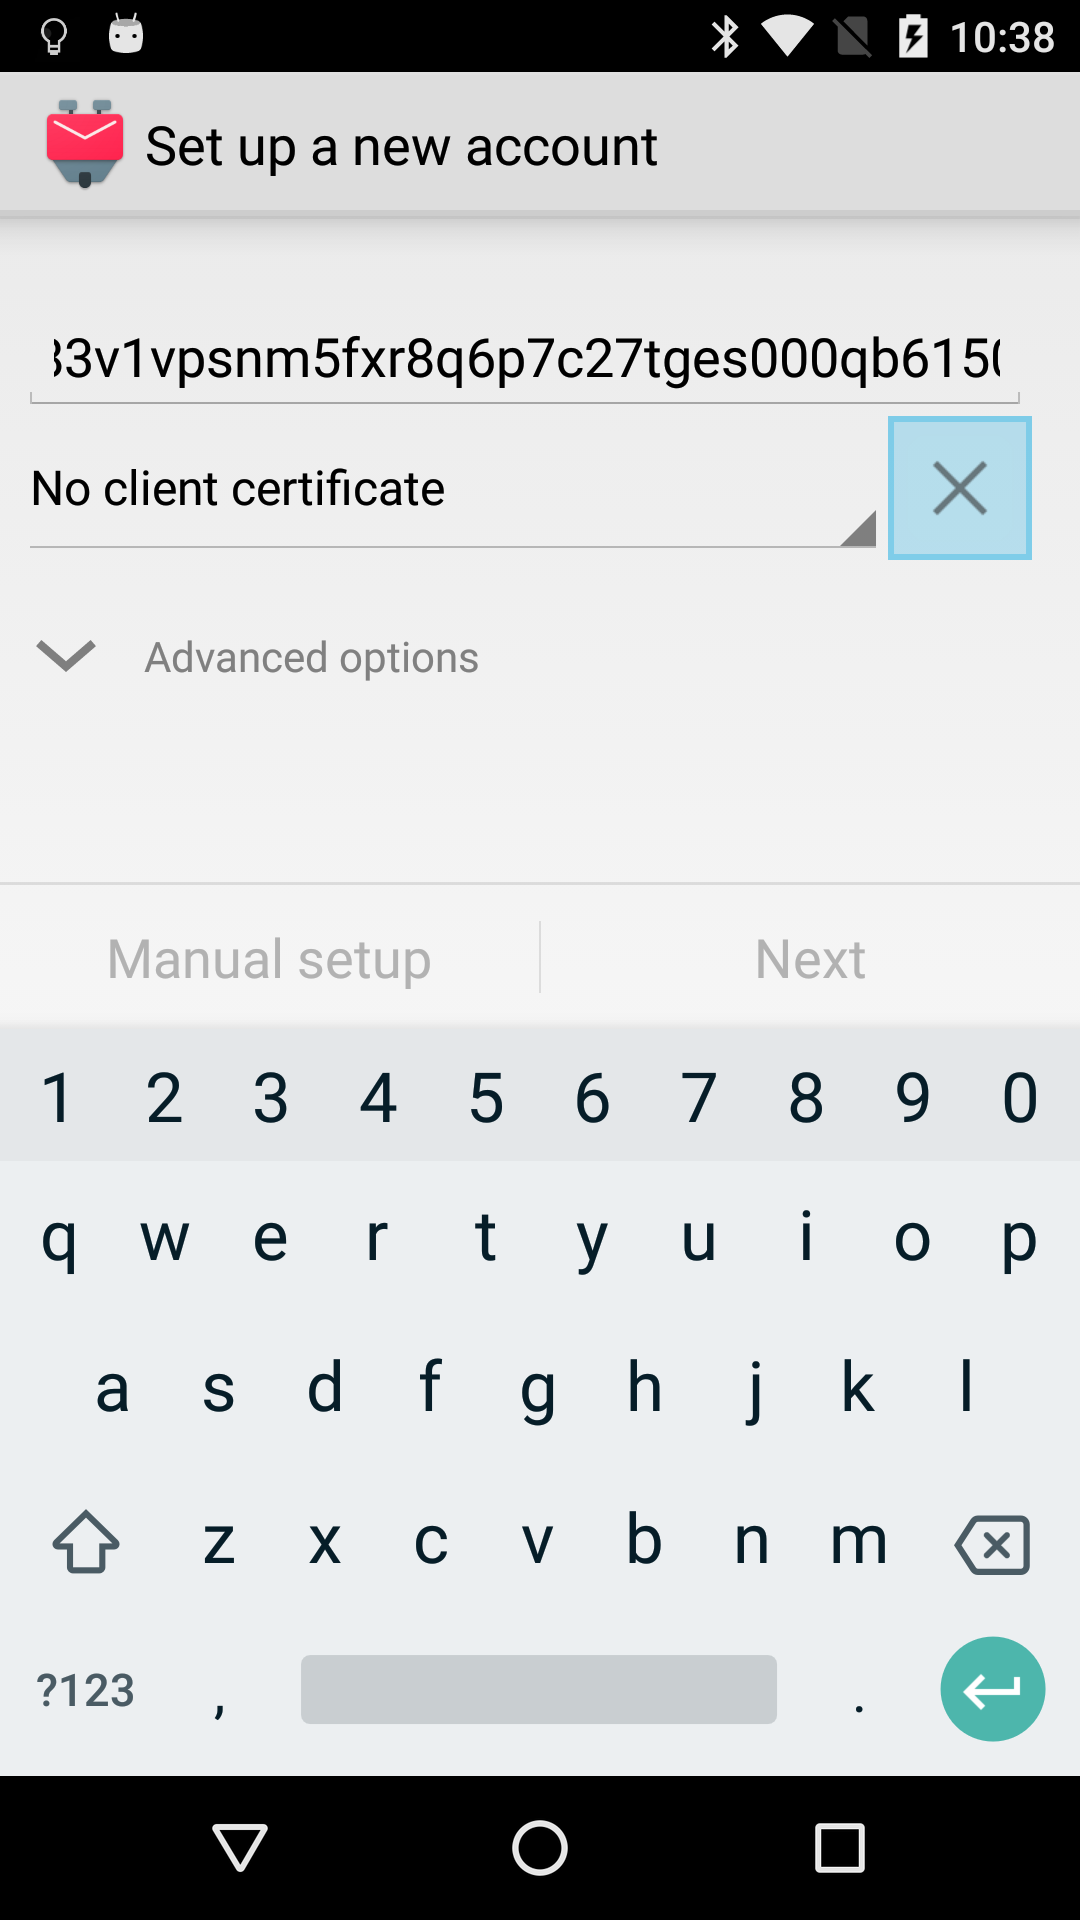 10:38
Set up a new account
33v1vpsnm5fxr8q6p7c27tges000qb6150
No client certificate
Advanced options
Manual setup Next
1 2 3 4 5 6 7 8 9 0
q w e r t y u i o p
a s d f g h j k l
z x c v b n m
?123 , .